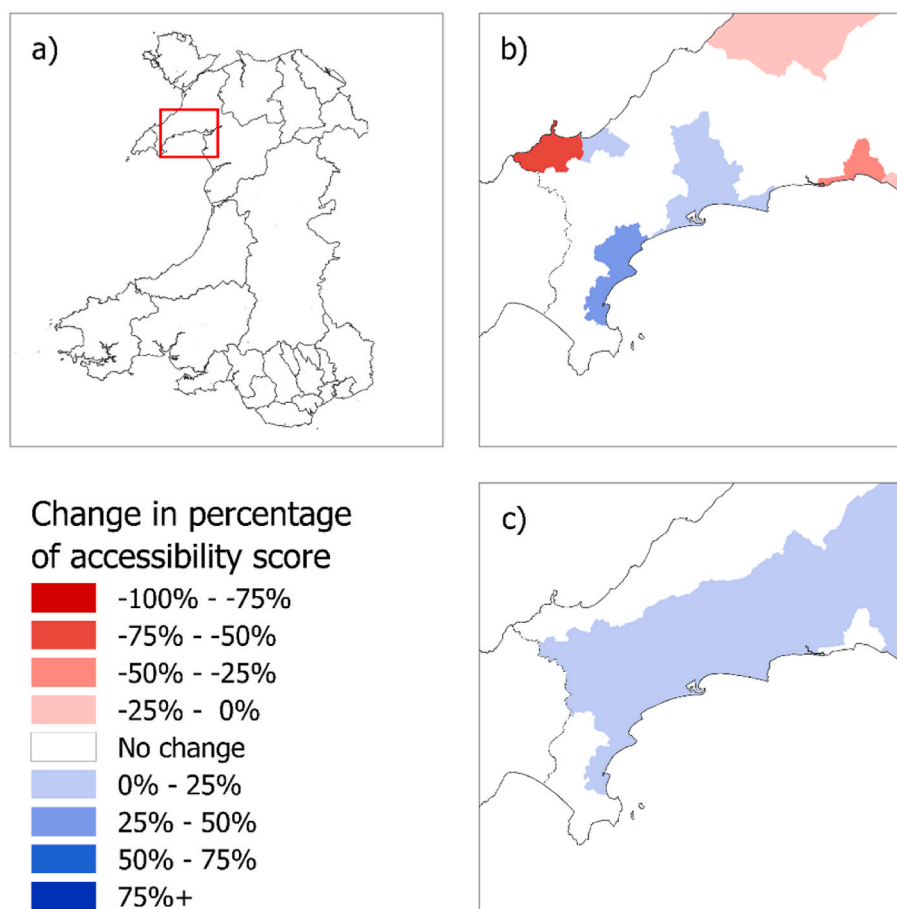 a)
b)
Change in percentage
of accessibility score
-100% - -75%
-75% - -50%
-50% - -25%
-25% - 0%
No change
0% - 25%
25% - 50%
50% - 75%
75%+
c)